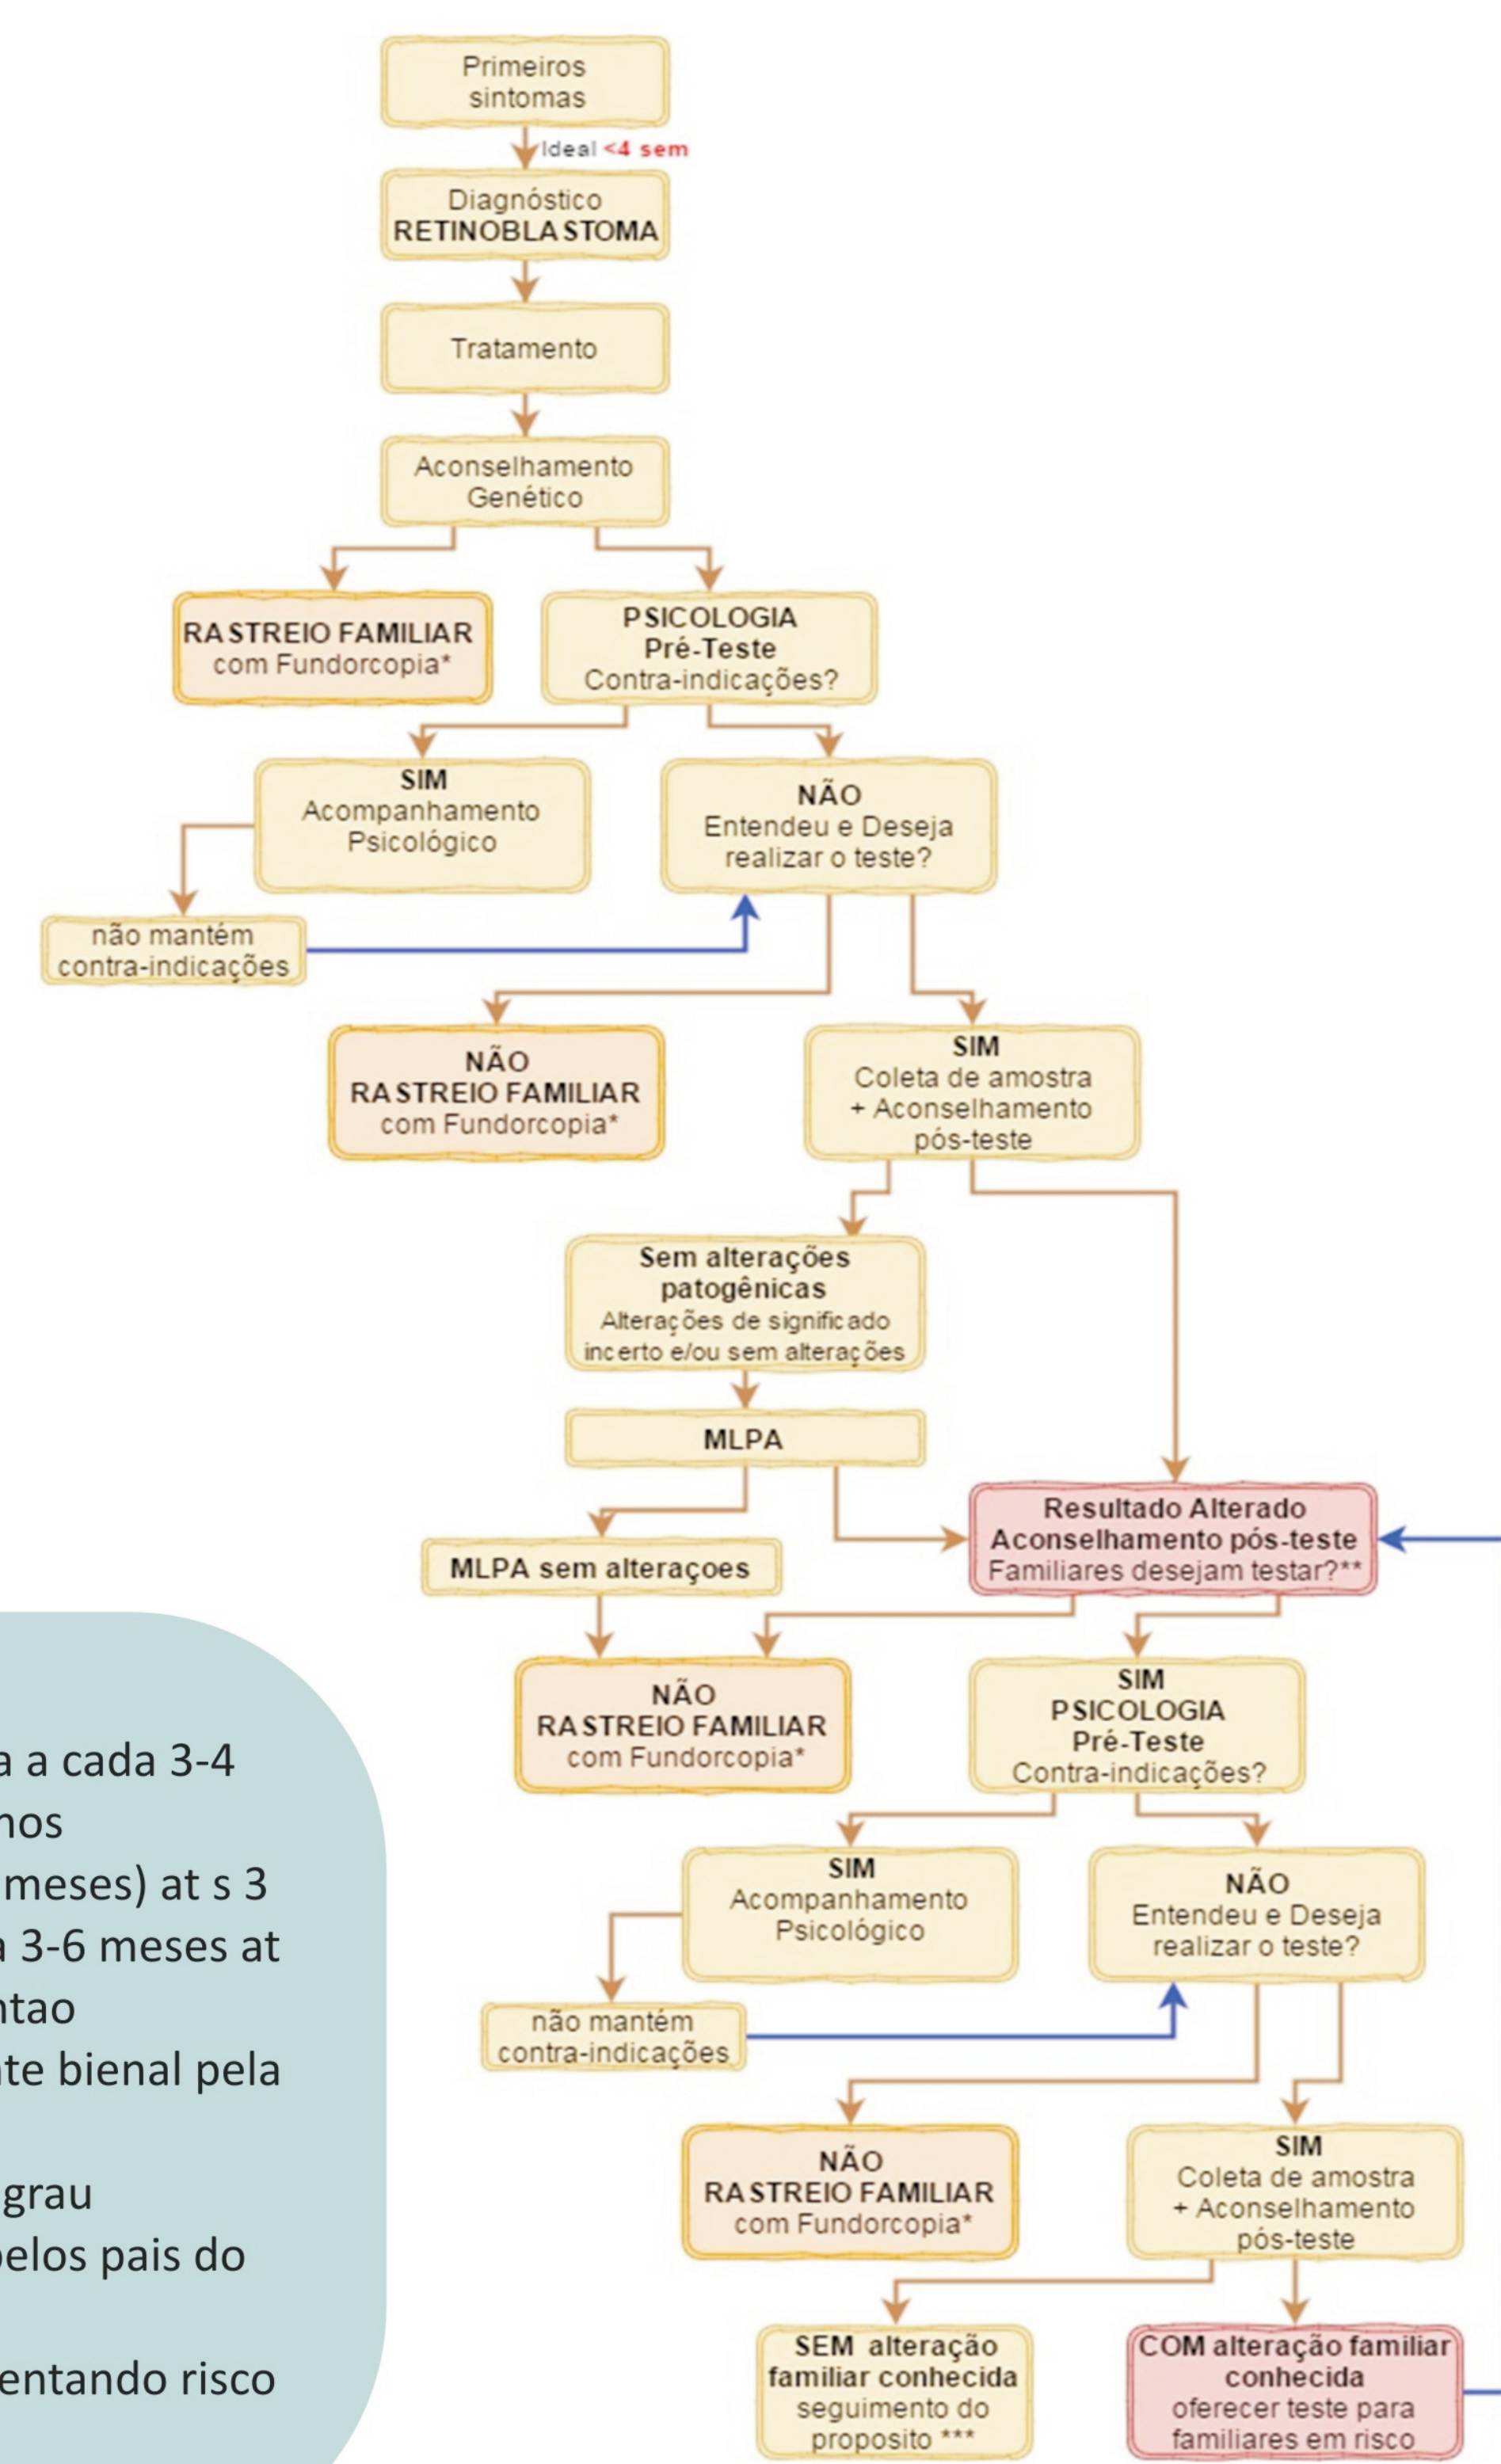 Primeiros
sintomas
Ideal <4 sem
Diagnóstico
RETINOBLASTOMA
Tratamento
Aconselhamento
Genético
RASTREIO FAMILIAR
com Fundorcopia*
PSICOLOGIA
Pré-Teste
Contra-indicações?
SIM
Acompanhamento
Psicológico
NÃO
Entendeu e Deseja
realizar o teste?
não mantém
contra-indicações
NÃO
RASTREIO FAMILIAR
com Fundorcopia*
SIM
Coleta de amostra
+ Aconselhamento
pós-teste
Sem alterações
patogênicas
Alterações de significado
incerto e/ou sem alterações
MLPA
Resultado Alterado
Aconselhamento pós-teste
Familiares desejam testar?**
MLPA sem alteraçoes
NÃO
RASTREIO FAMILIAR
com Fundorcopia*
SIM
PSICOLOGIA
Pré-Teste
Contra-indicações?
SIM
Acompanhamento
Psicológico
NÃO
Entendeu e Deseja
realizar o teste?
não mantém
contra-indicações
NÃO
RASTREIO FAMILIAR
com Fundorcopia*
SIM
Coleta de amostra
+ Aconselhamento
pós-teste
SEM alteração
familiar conhecida
seguimento do
proposito ***
COM alteração familiar
conhecida
oferecer teste para
familiares em risco
a a cada 3-4
nos
meses) at s 3
a 3-6 meses at
ntao
te bienal pela
grau
pelos pais do
entando risco